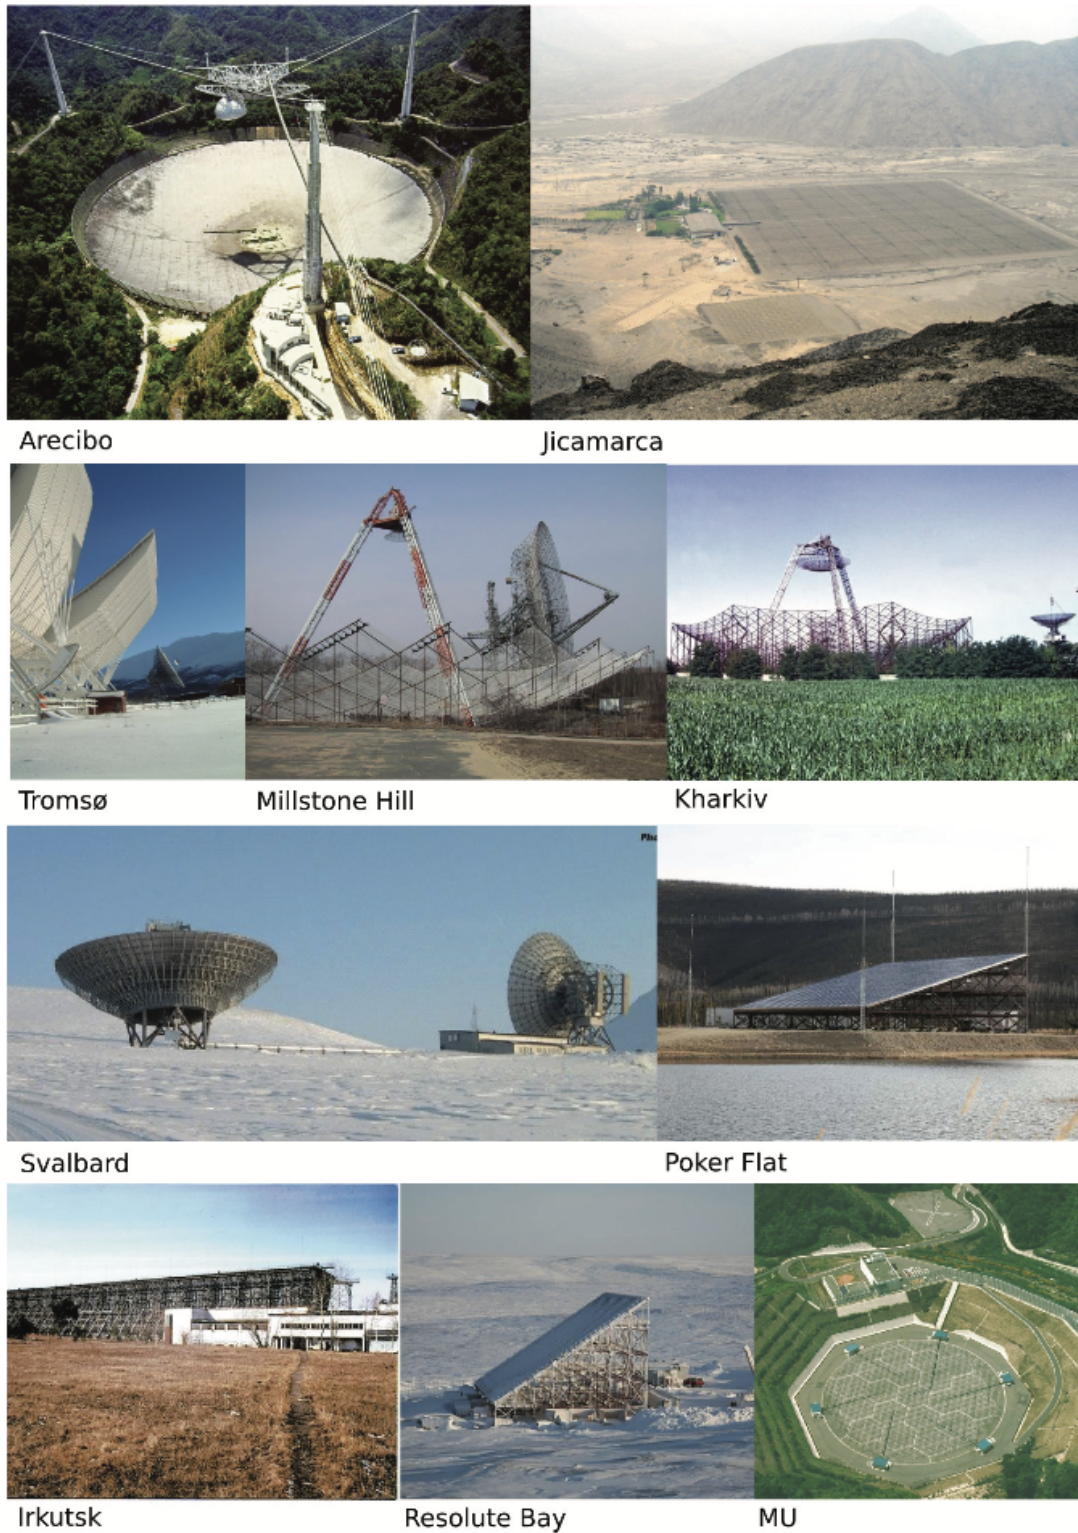 Arecibo
Jicamarca
Tromsø
Millstone Hill
Kharkiv
Svalbard
Poker Flat
Irkutsk
Resolute Bay
MU